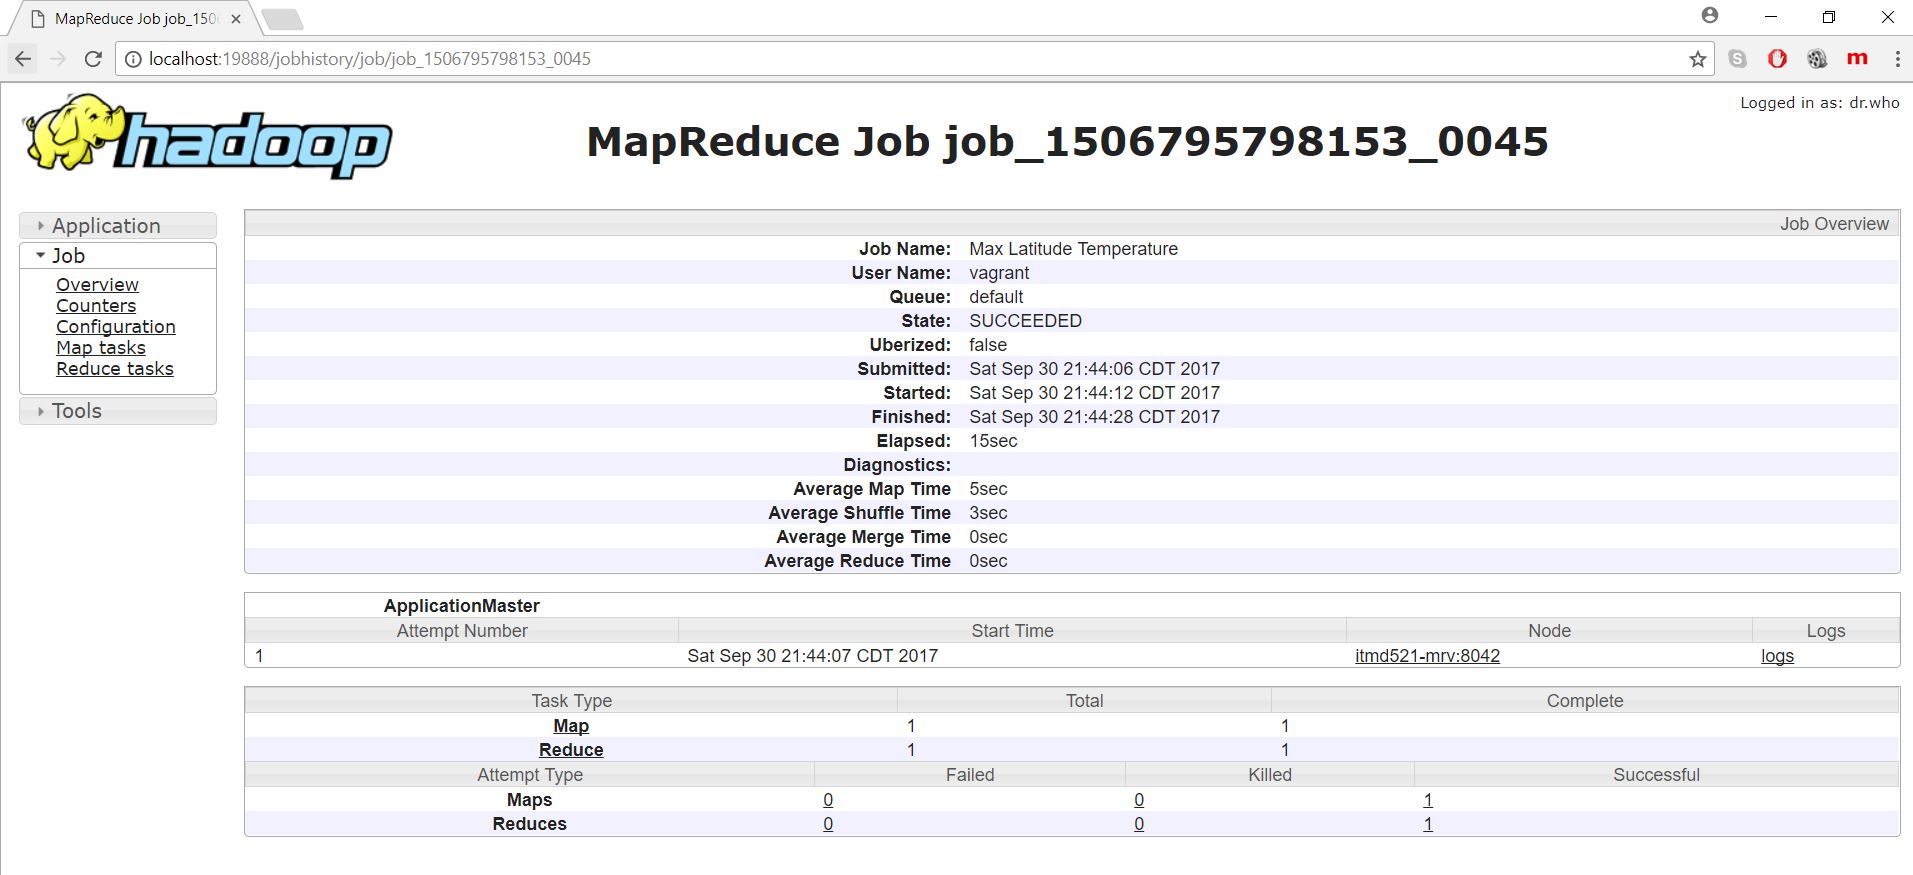 MapReduce Job job_150
localhost:19888/jobhistory/job/job_1506795798153_0045
m
Logged in as: dr.who
hadoop
MapReduce Job job_1506795798153_0045
Application
Job
Overview
Counters
Configuration
Map tasks
Reduce tasks
Tools
Job Overview
Job Name: Max Latitude Temperature
User Name: vagrant
Queue: default
State: SUCCEEDED
Uberized: false
Submitted: Sat Sep 30 21:44:06 CDT 2017
Started: Sat Sep 30 21:44:12 CDT 2017
Finished: Sat Sep 30 21:44:28 CDT 2017
Elapsed: 15sec
Diagnostics:
Average Map Time 5sec
Average Shuffle Time 3sec
Average Merge Time 0sec
Average Reduce Time 0sec
ApplicationMaster
Attempt Number Start Time Node Logs
1 Sat Sep 30 21:44:07 CDT 2017 itmd521-mrv:8042 logs
Task Type Total Complete
Map 1 1
Reduce 1 1
Attempt Type Failed Killed Successful
Maps 0 0 1
Reduces 0 0 1